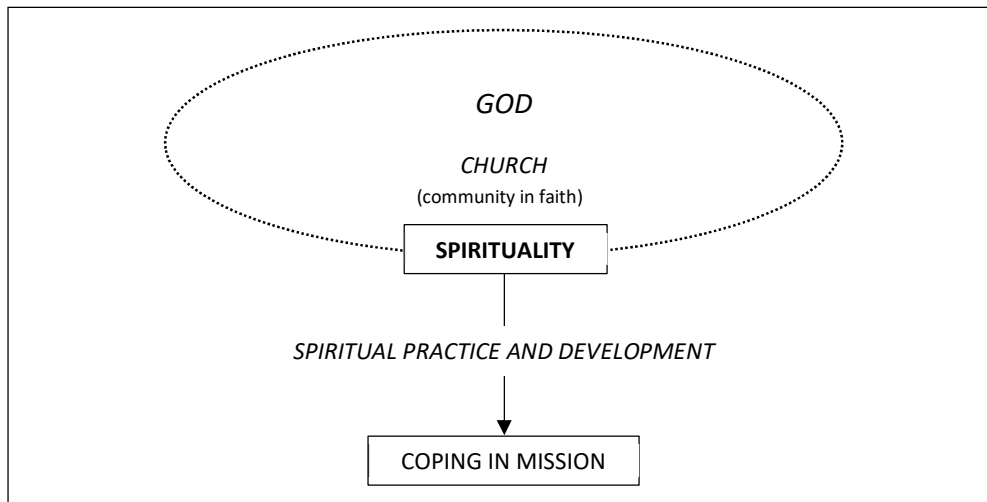 GOD
CHURCH
(community in faith)
SPIRITUALITY
SPIRITUAL PRACTICE AND DEVELOPMENT
COPING IN MISSION